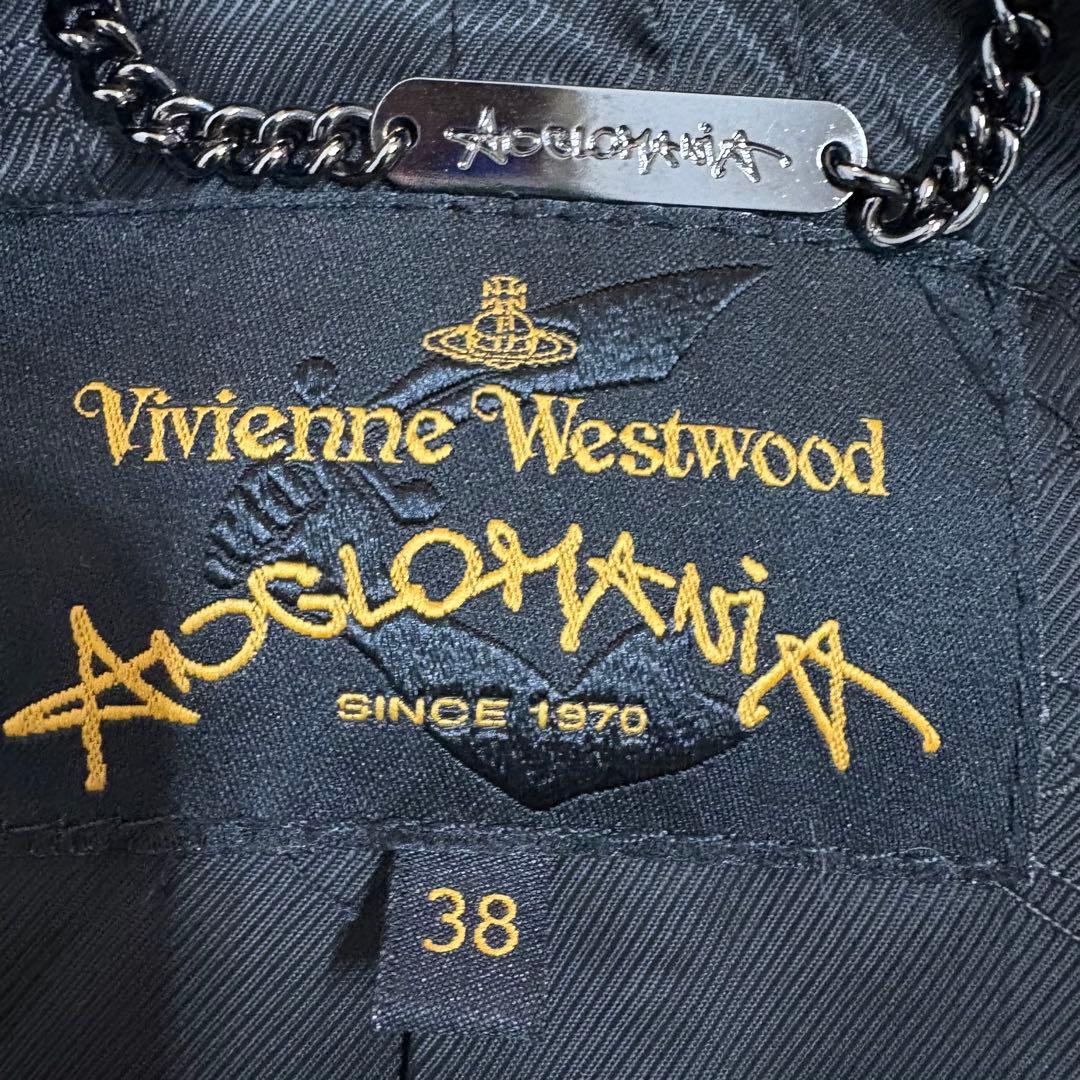 ANGLOMANIA
Vivienne Westwood
ANGLOMANIA
SINCE 1970
38